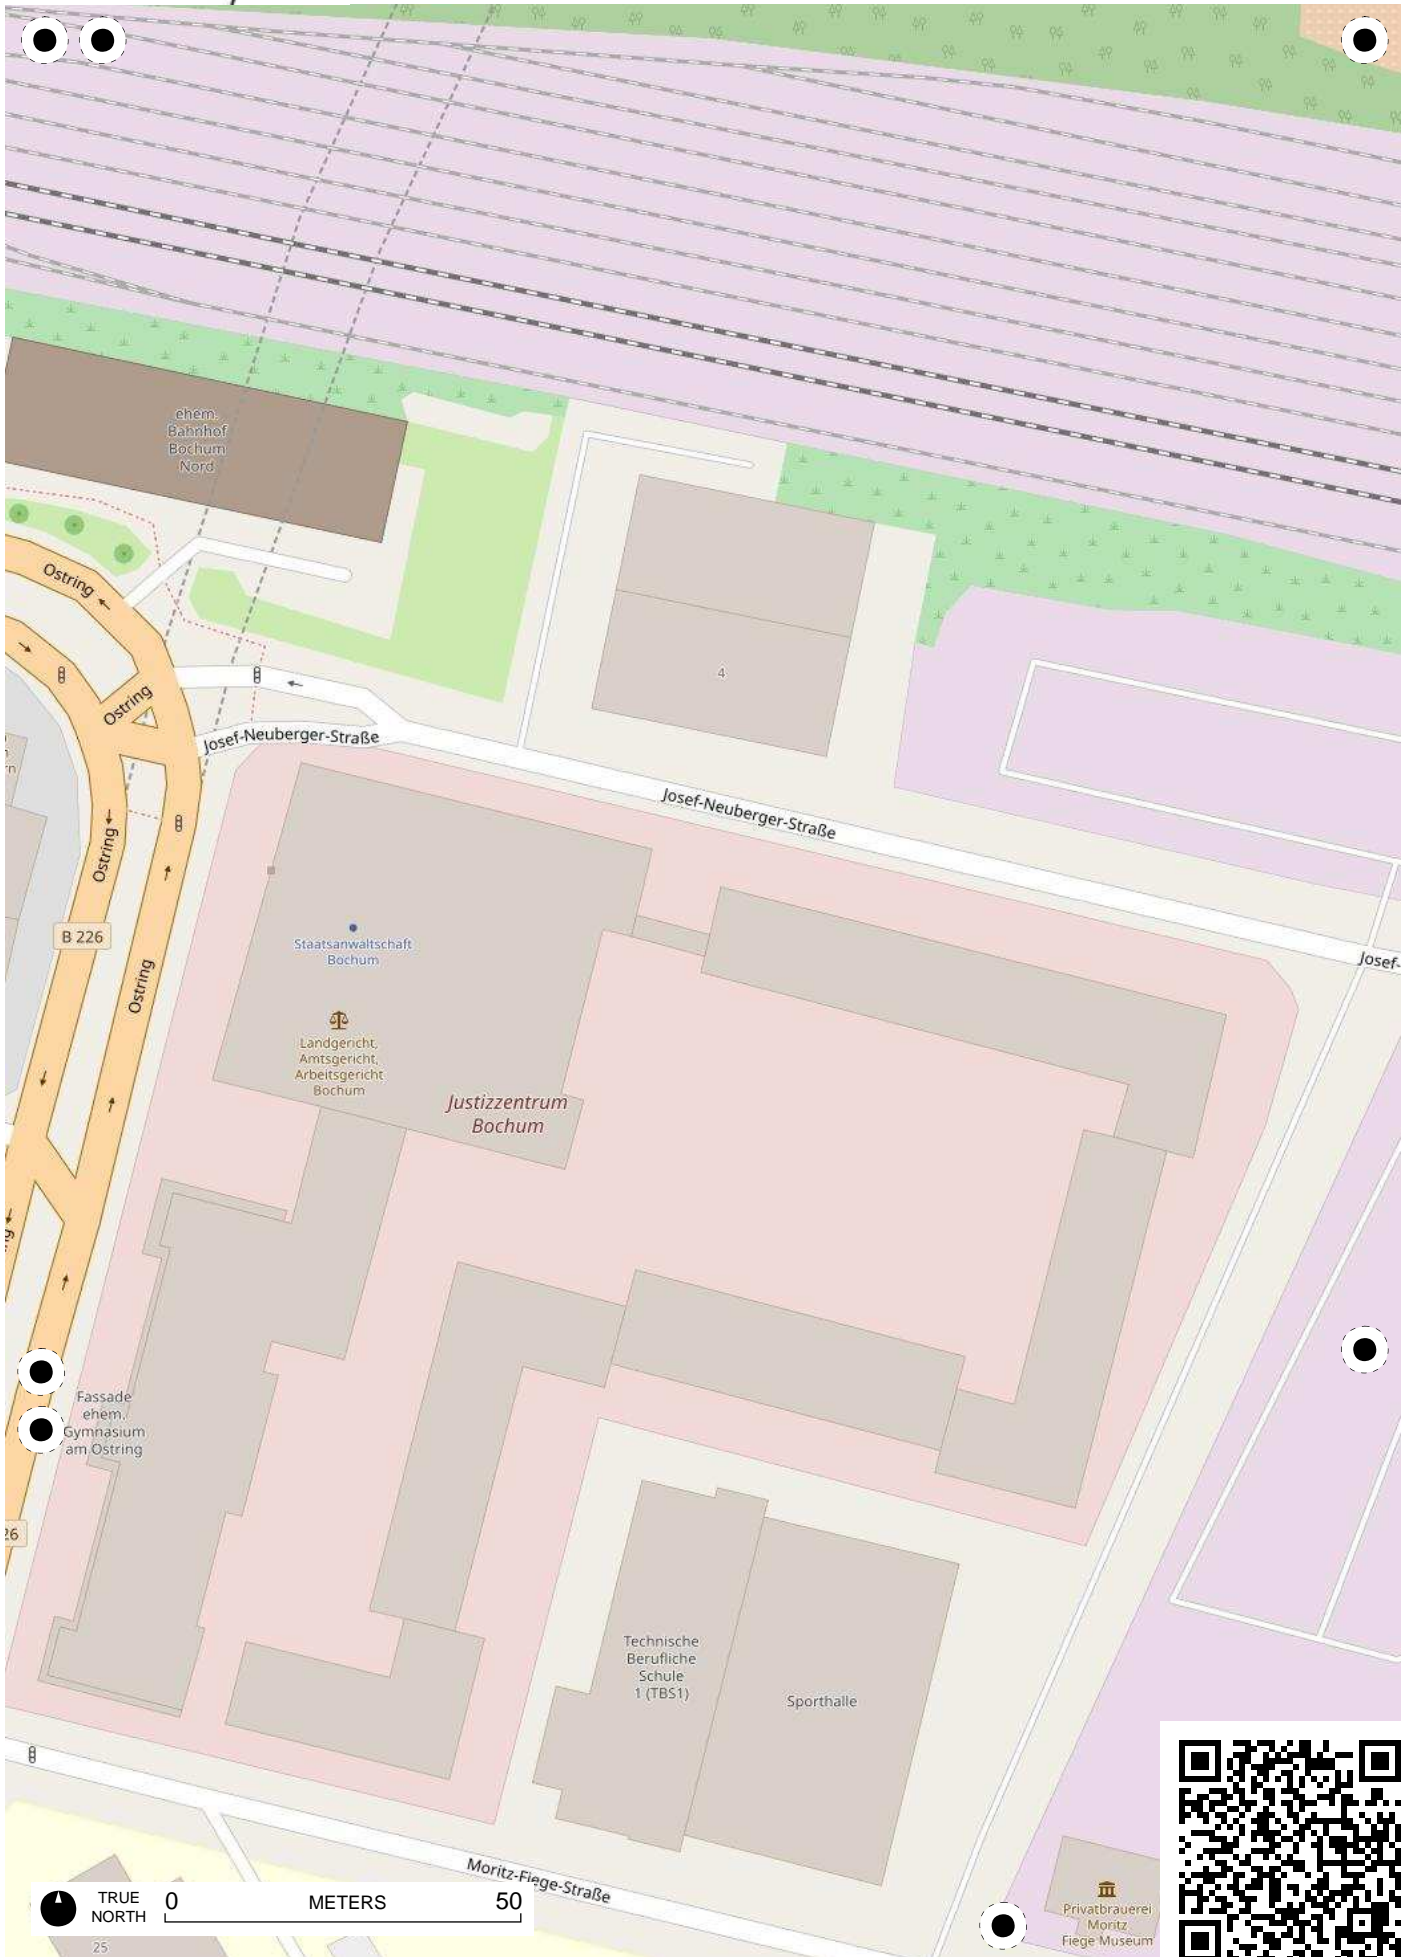 ehem.
Bahnhof
Bochum
Nord
Ostring
Ostring
4
Josef-Neuberger-Straße
Josef-Neuberger-Straße
Ostring
B 226
Staatsanwaltschaft
Bochum
Josef-
Ostring
Landgericht,
Amtsgericht,
Arbeitsgericht
Bochum
Justizzentrum
Bochum
Fassade
ehem.
Gymnasium
am Ostring
26
Technische
Berufliche
Schule
1 (TBS1)
Sporthalle
Moritz-Fiege-Straße
TRUE
NORTH
0 METERS 50
Privatbrauerei
Moritz
Fiege Museum
25